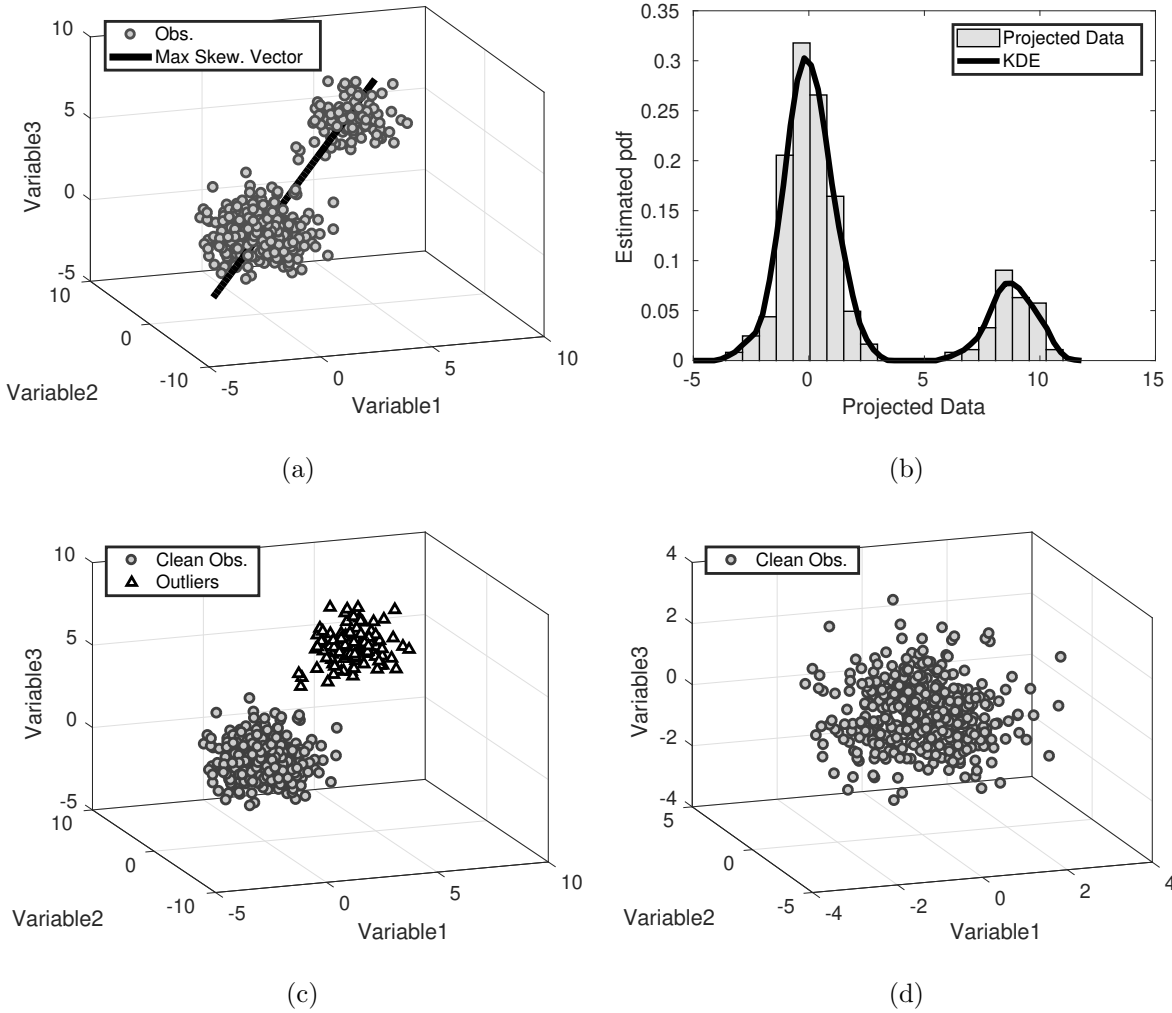 Obs.
Max Skew. Vector
10
5
0
-5
Variable3
10
0
-10
Variable2
-5
0
5
10
Variable1
(a)
0.35
0.3
0.25
0.2
0.15
0.1
0.05
0
Estimated pdf
Projected Data
KDE
-5
0
5
10
15
Projected Data
(b)
Clean Obs.
Outliers
10
5
0
-5
Variable3
10
0
-10
Variable2
-5
0
5
10
Variable1
(c)
Clean Obs.
4
2
0
-2
-4
Variable3
5
0
-5
Variable2
-4
-2
0
2
4
Variable1
(d)